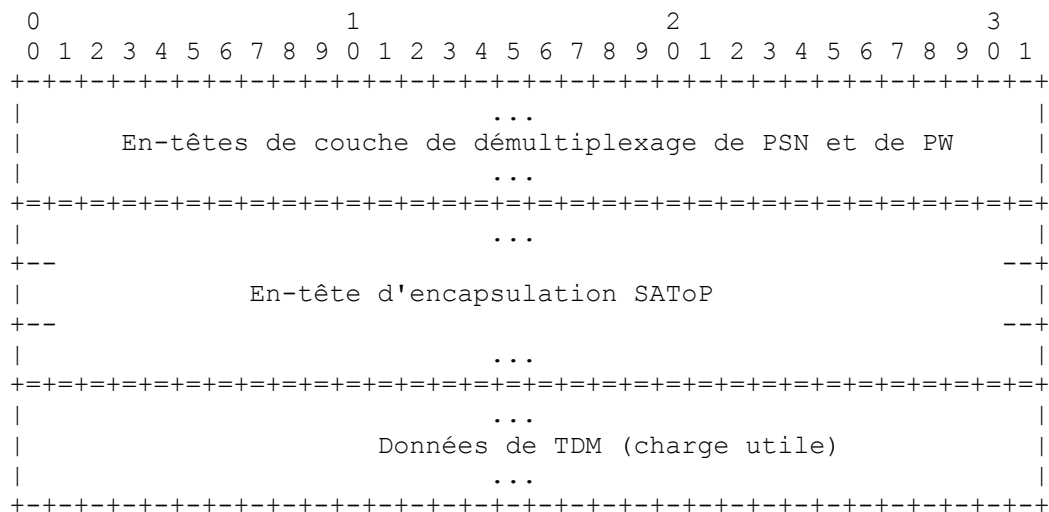 0                   1                   2                   3
 0 1 2 3 4 5 6 7 8 9 0 1 2 3 4 5 6 7 8 9 0 1 2 3 4 5 6 7 8 9 0 1
+-+-+-+-+-+-+-+-+-+-+-+-+-+-+-+-+-+-+-+-+-+-+-+-+-+-+-+-+-+-+-+-+
|                             ...                               |
|      En-têtes de couche de démultiplexage de PSN et de PW     |
|                             ...                               |
+=+=+=+=+=+=+=+=+=+=+=+=+=+=+=+=+=+=+=+=+=+=+=+=+=+=+=+=+=+=+=+=+
|                             ...                               |
+--                                                           --+
|              En-tête d'encapsulation SAToP                    |
+--                                                           --+
|                             ...                               |
+=+=+=+=+=+=+=+=+=+=+=+=+=+=+=+=+=+=+=+=+=+=+=+=+=+=+=+=+=+=+=+=+
|                             ...                               |
|                      Données de TDM (charge utile)            |
|                             ...                               |
+-+-+-+-+-+-+-+-+-+-+-+-+-+-+-+-+-+-+-+-+-+-+-+-+-+-+-+-+-+-+-+-+